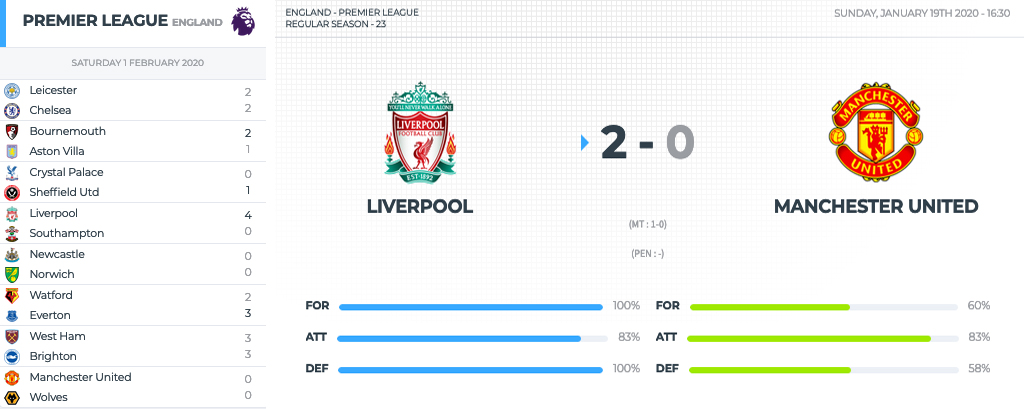 PREMIER LEAGUE ENGLAND
SATURDAY 1 FEBRUARY 2020
Leicester 2
Chelsea 2
Bournemouth 2
Aston Villa 1
Crystal Palace 0
Sheffield Utd 1
Liverpool 4
Southampton 0
Newcastle 0
Norwich 0
Watford 2
Everton 3
West Ham 3
Brighton 3
Manchester United 0
Wolves 0
ENGLAND - PREMIER LEAGUE
REGULAR SEASON - 23
SUNDAY, JANUARY 19TH 2020 - 16:30
YOU'LL NEVER WALK ALONE
LIVERPOOL
FOOTBALL CLUB
EST·1892
2 - 0
MANCHESTER
UNITED
LIVERPOOL
MANCHESTER UNITED
(MT : 1-0)
(PEN : -)
FOR 100%
ATT 83%
DEF 100%
FOR 60%
ATT 83%
DEF 58%